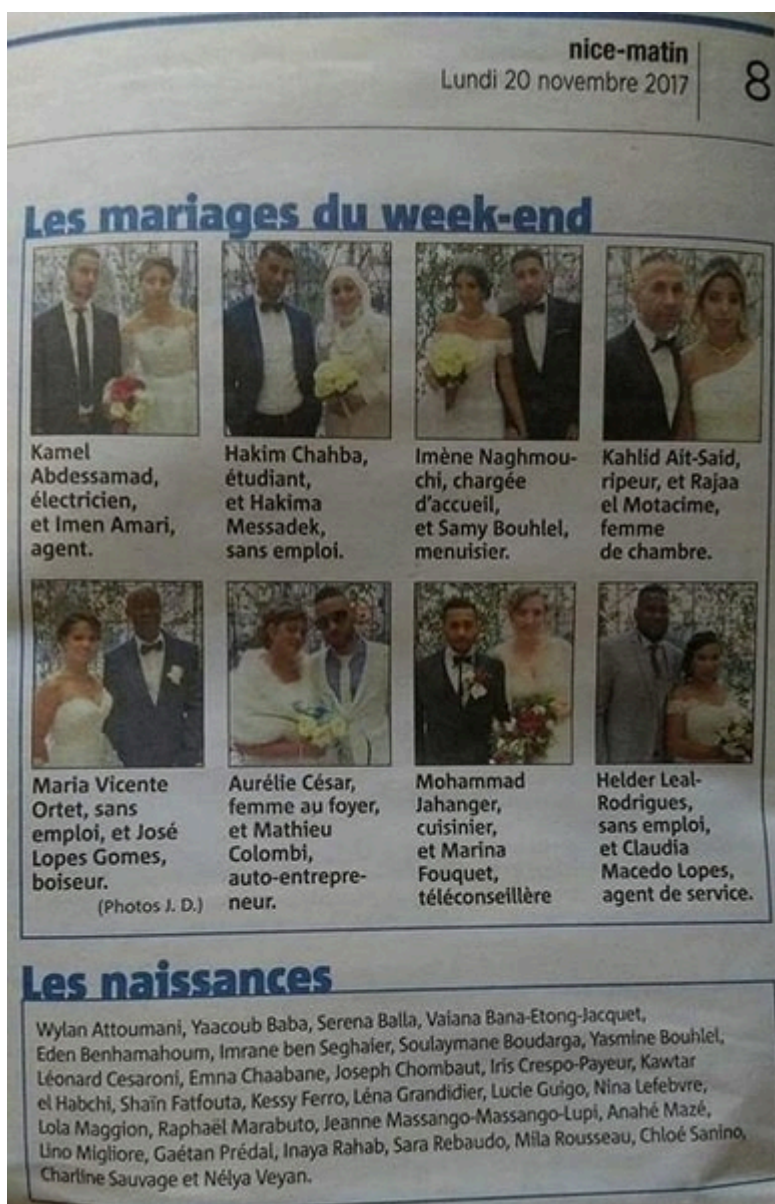 nice-matin
Lundi 20 novembre 2017
8
Les mariages du week-end
Kamel
Abdessamad,
électricien,
et Imen Amari,
agent.
Hakim Chahba,
étudiant,
et Hakima
Messadek,
sans emploi.
Imène Naghmou-
chi, chargée
d'accueil,
et Samy Bouhlel,
menuisier.
Kahlid Ait-Said,
ripeur, et Rajaa
el Motacime,
femme
de chambre.
Maria Vicente
Ortet, sans
emploi, et José
Lopes Gomes,
boiseur.
(Photos J. D.)
Aurélie César,
femme au foyer,
et Mathieu
Colombi,
auto-entrepre-
neur.
Mohammad
Jahanger,
cuisinier,
et Marina
Fouquet,
téléconseillère
Helder Leal-
Rodrigues,
sans emploi,
et Claudia
Macedo Lopes,
agent de service.
Les naissances
Wylan Attoumani, Yaacoub Baba, Serena Balla, Vaiana Bana-Etong-Jacquet,
Eden Benhamahoum, Imrane ben Seghaier, Soulaymane Boudarga, Yasmine Bouhlel,
Léonard Cesaroni, Emna Chaabane, Joseph Chombaut, Iris Crespo-Payeur, Kawtar
el Habchi, Shaïn Fatfouta, Kessy Ferro, Léna Grandidier, Lucie Guigo, Nina Lefebvre,
Lola Maggion, Raphaël Marabuto, Jeanne Massango-Massango-Lupi, Anahé Mazé,
Lino Migliore, Gaétan Prédal, Inaya Rahab, Sara Rebaudo, Mila Rousseau, Chloé Sanino,
Charline Sauvage et Nélya Veyan.